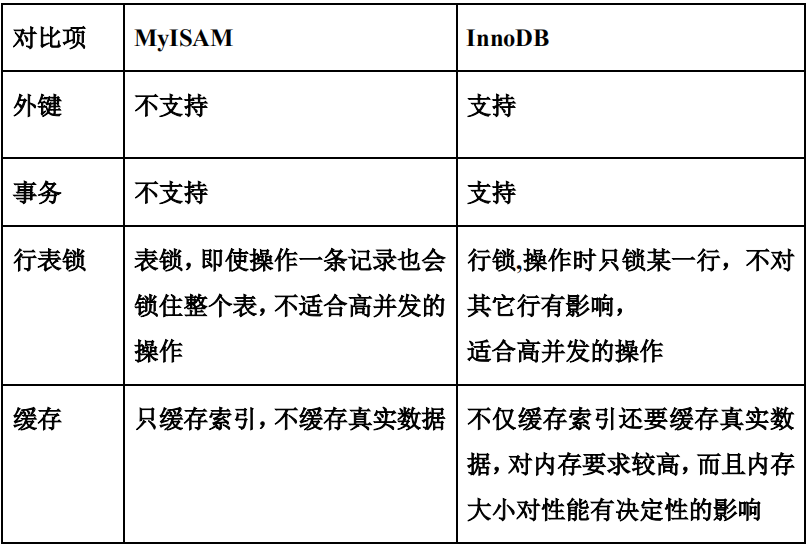 对比项 MyISAM InnoDB
外键 不支持 支持
事务 不支持 支持
行表锁 表锁，即使操作一条记录也会 行锁,操作时只锁某一行，不对
锁住整个表，不适合高并发的 其它行有影响，
操作 适合高并发的操作
缓存 只缓存索引，不缓存真实数据 不仅缓存索引还要缓存真实数
据，对内存要求较高，而且内存
大小对性能有决定性的影响